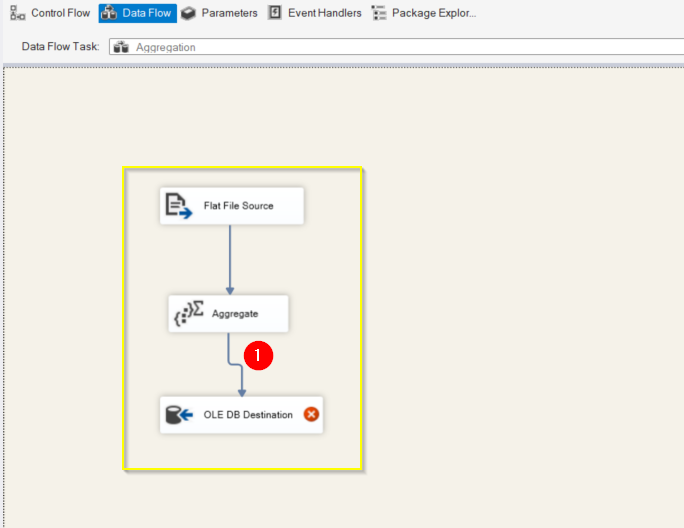 Control Flow Data Flow Parameters Event Handlers Package Explor...
Data Flow Task: Aggregation
Flat File Source
Aggregate
1
OLE DB Destination